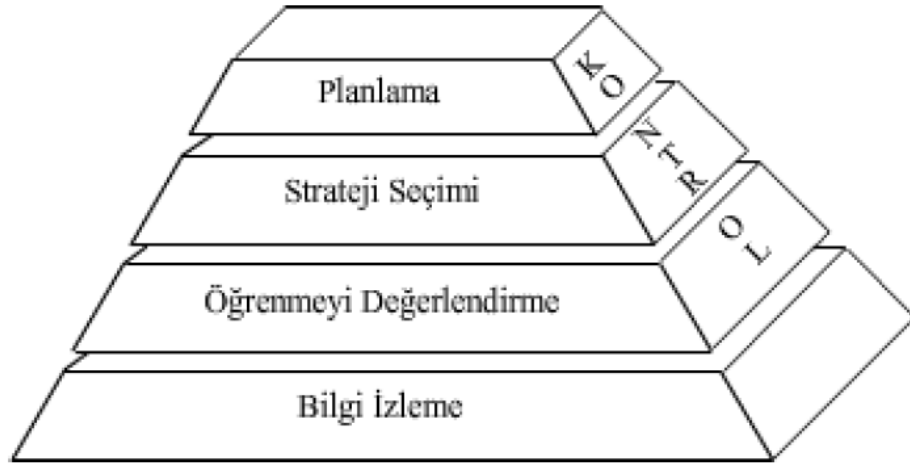 Planlama
Strateji Seçimi
Öğrenmeyi Değerlendirme
Bilgi İzleme
KONTROL